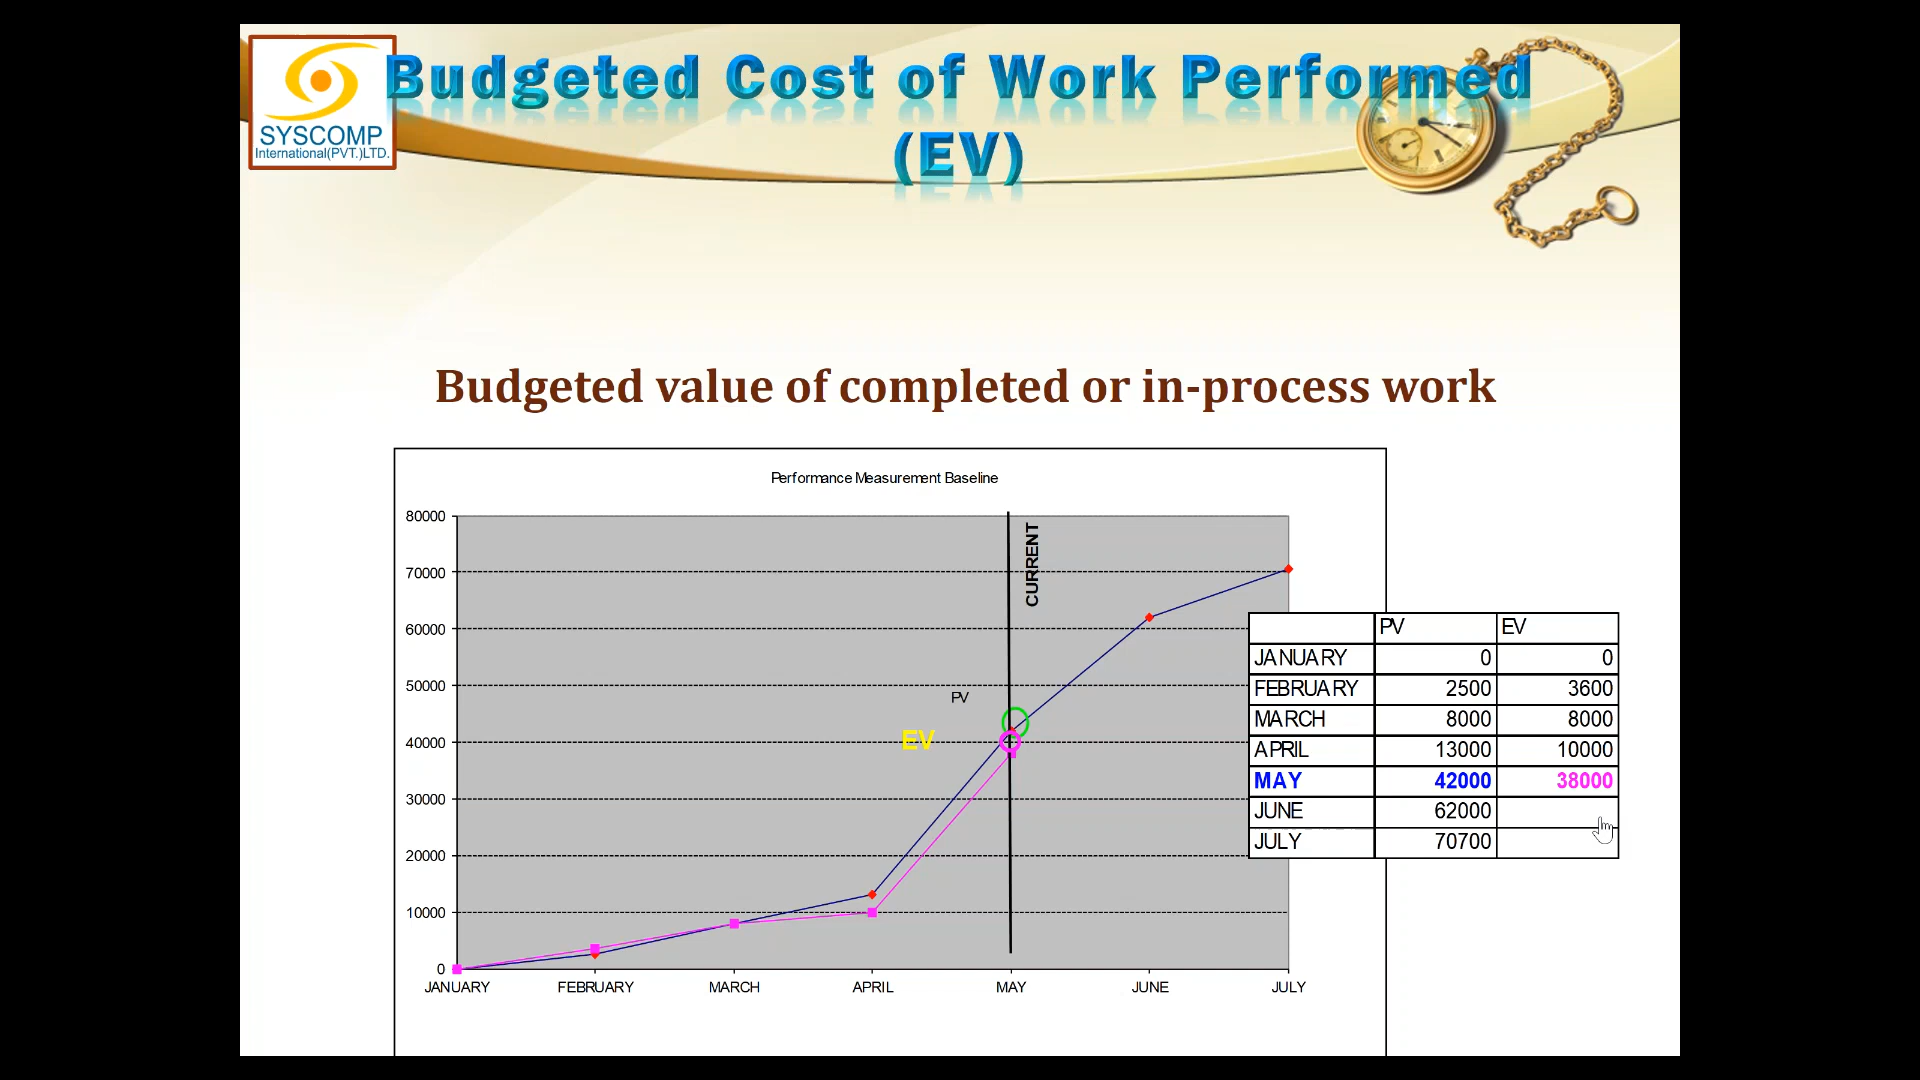 SYSCOMP
International(PVT.)LTD.
Budgeted Cost of Work Performed
(EV)
Budgeted value of completed or in-process work
Performance Measurement Baseline
80000
70000
60000
50000
40000
30000
20000
10000
0
CURRENT
PV
EV
JANUARY FEBRUARY MARCH APRIL MAY JUNE JULY
PV EV
JANUARY 0 0
FEBRUARY 2500 3600
MARCH 8000 8000
APRIL 13000 10000
MAY 42000 38000
JUNE 62000
JULY 70700